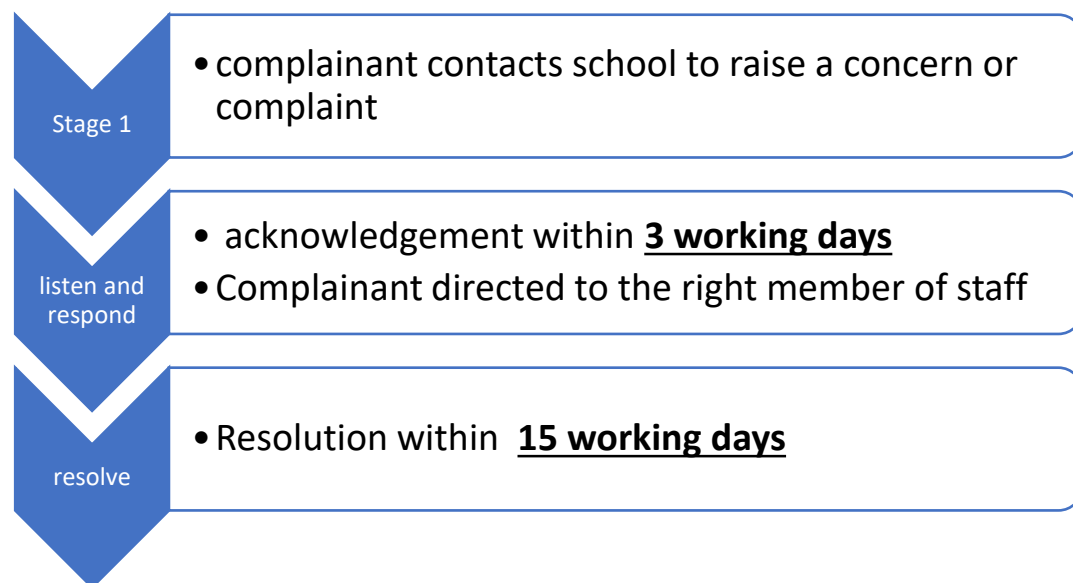 Stage 1
• complainant contacts school to raise a concern or
complaint
listen and
respond
• acknowledgement within 3 working days
• Complainant directed to the right member of staff
resolve
• Resolution within 15 working days